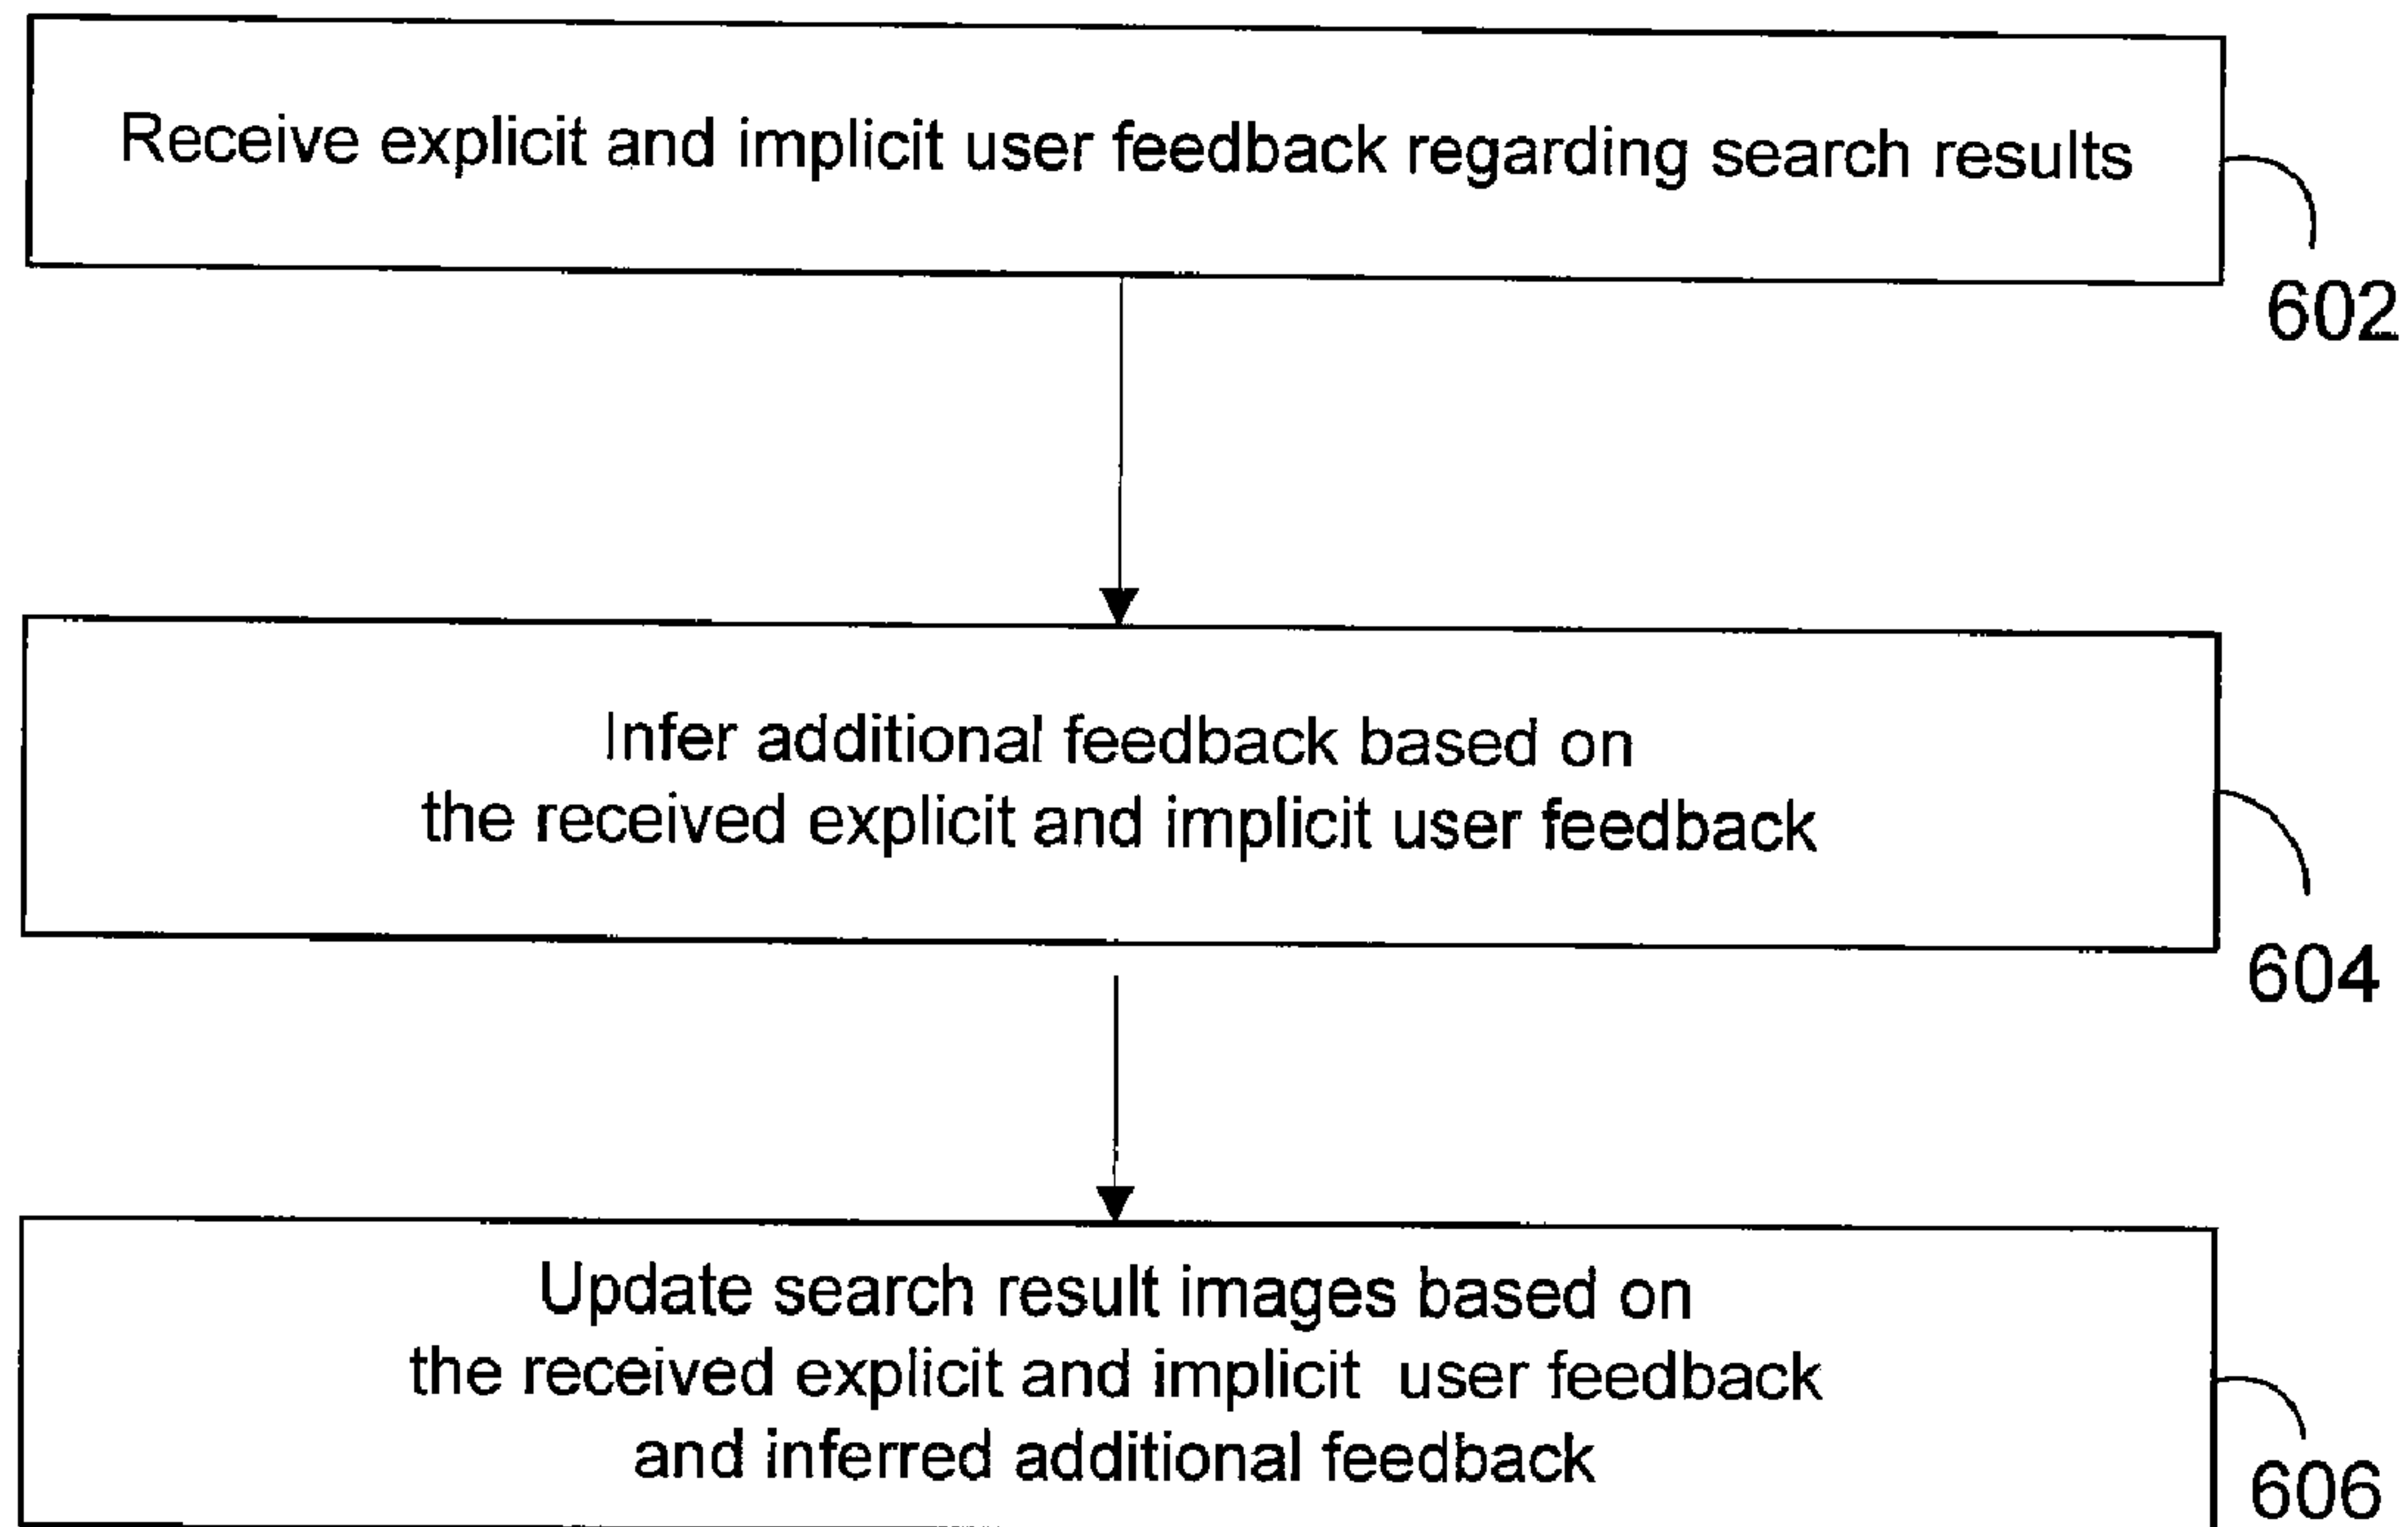 Receive explicit and implicit user feedback regarding search results
602
Infer additional feedback based on
the received explicit and implicit user feedback
604
Update search result images based on
the received explicit and implicit user feedback
and inferred additional feedback
606